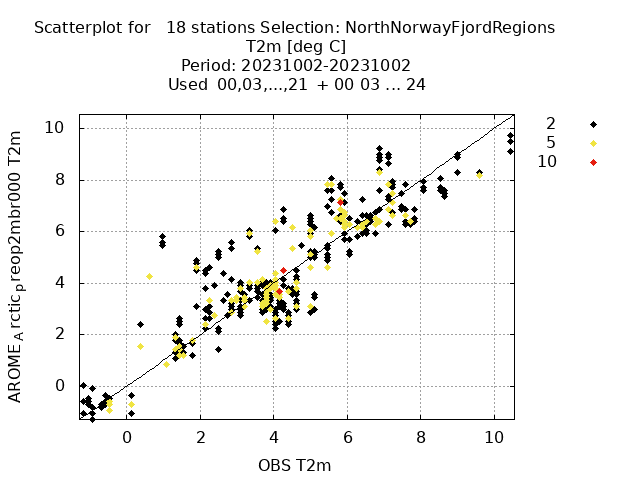 Scatterplot for 18 stations Selection: NorthNorwayFjordRegions
T2m [deg C]
Period: 20231002-20231002
Used 00,03,...,21 + 00 03 ... 24
2
5
10
AROME_Arctic_preop2mbr000 T2m
10
8
6
4
2
0
0 2 4 6 8 10
OBS T2m